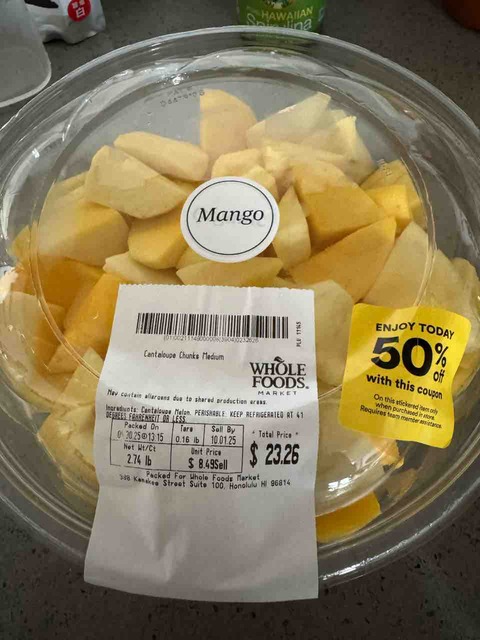 HAWAIIAN
Mango
Cantaloupe Chunks Medium
WHOLE
FOODS
MARKET
May contain allergens due to shared production areas.
Ingredients: Cantaloupe Melon. PERISHABLE. KEEP REFRIGERATED AT 41
DEGREES FAHRENHEIT OR LESS
Packed On Tare Sell By Total Price
13:15 0.16 lb 10.01.25
Net Wt/Ct Unit Price $ 23.26
2.74 lb $ 8.49Sell
Packed For Whole Foods Market
Street Suite 100, Honolulu HI 96814
ENJOY TODAY
50% off
with this coupon
On this stickered item only
when purchased in store.
Requires team member assistance.